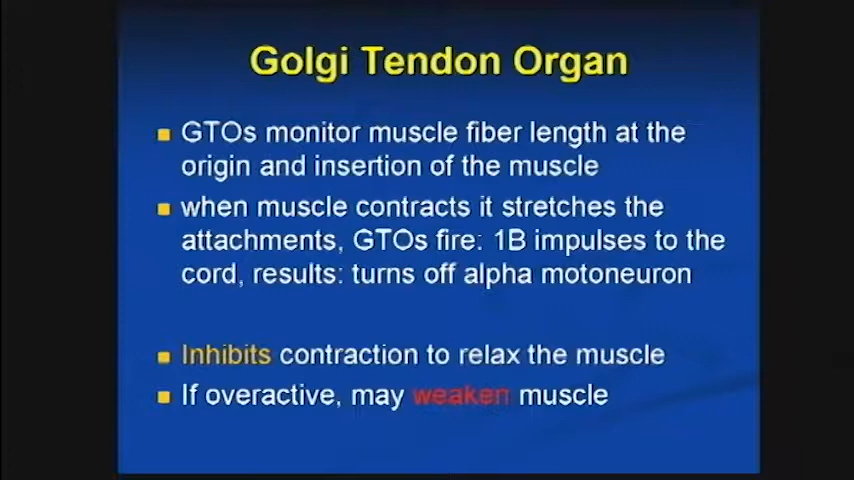 Golgi Tendon Organ
GTOs monitor muscle fiber length at the
origin and insertion of the muscle
when muscle contracts it stretches the
attachments, GTOs fire: 1B impulses to the
cord, results: turns off alpha motoneuron
Inhibits contraction to relax the muscle
If overactive, may weaken muscle